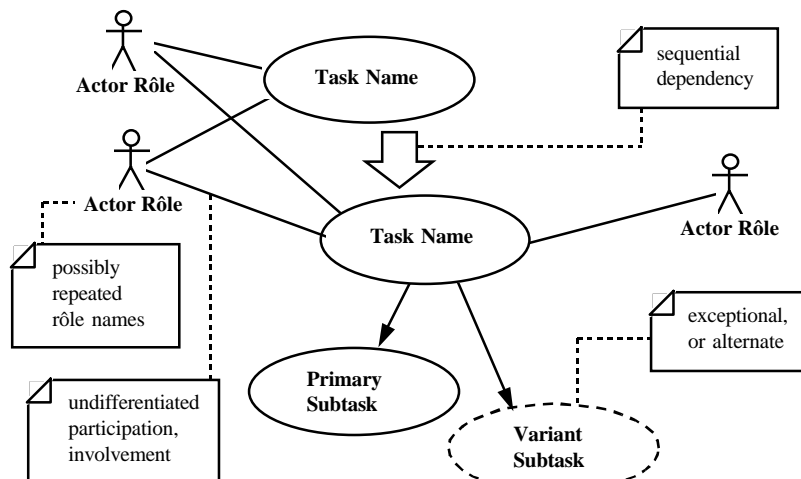 Actor Rôle
Task Name
sequential
dependency
Actor Rôle
Task Name
Actor Rôle
possibly
repeated
rôle names
exceptional,
or alternate
Primary
Subtask
undifferentiated
participation,
involvement
Variant
Subtask